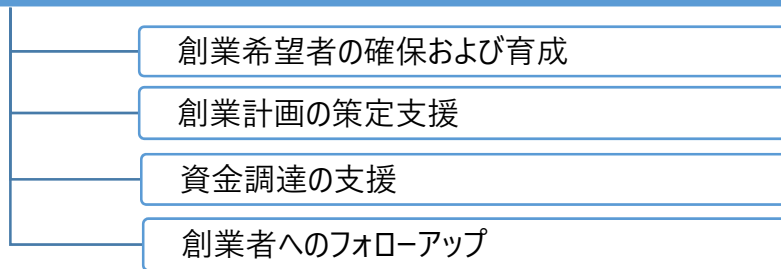 創業希望者の確保および育成
創業計画の策定支援
資金調達の支援
創業者へのフォローアップ